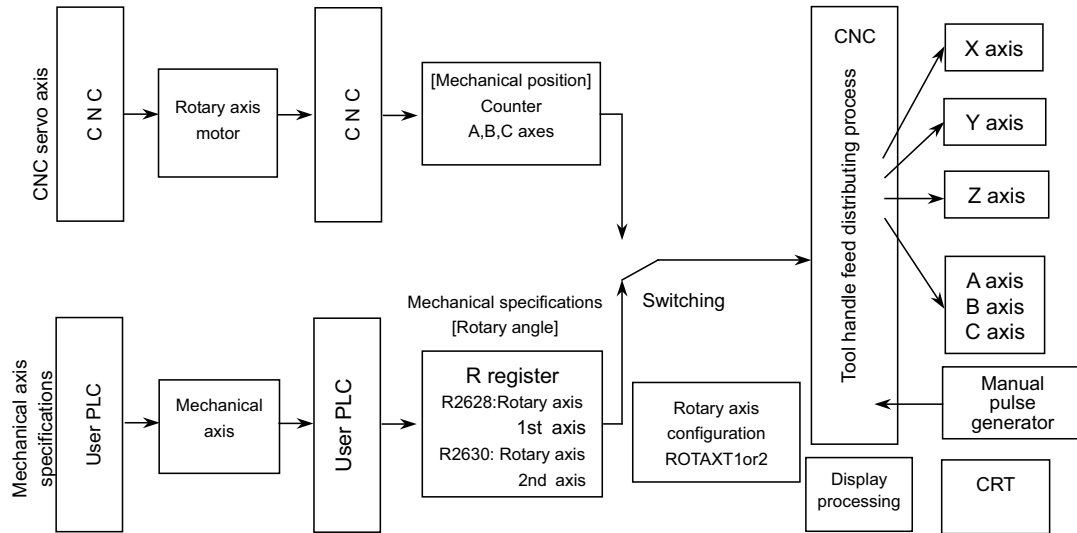 CNC servo axis
C N C
Rotary axis
motor
C N C
[Mechanical position]
Counter
A,B,C axes
CNC
Tool handle feed distributing process
X axis
Y axis
Z axis
A axis
B axis
C axis
Switching
Mechanical axis
specifications
User PLC
Mechanical
axis
User PLC
Mechanical specifications
[Rotary angle]
R register
R2628:Rotary axis
1st axis
R2630: Rotary axis
2nd axis
Rotary axis
configuration
ROTAXT1or2
Manual
pulse
generator
Display
processing
CRT